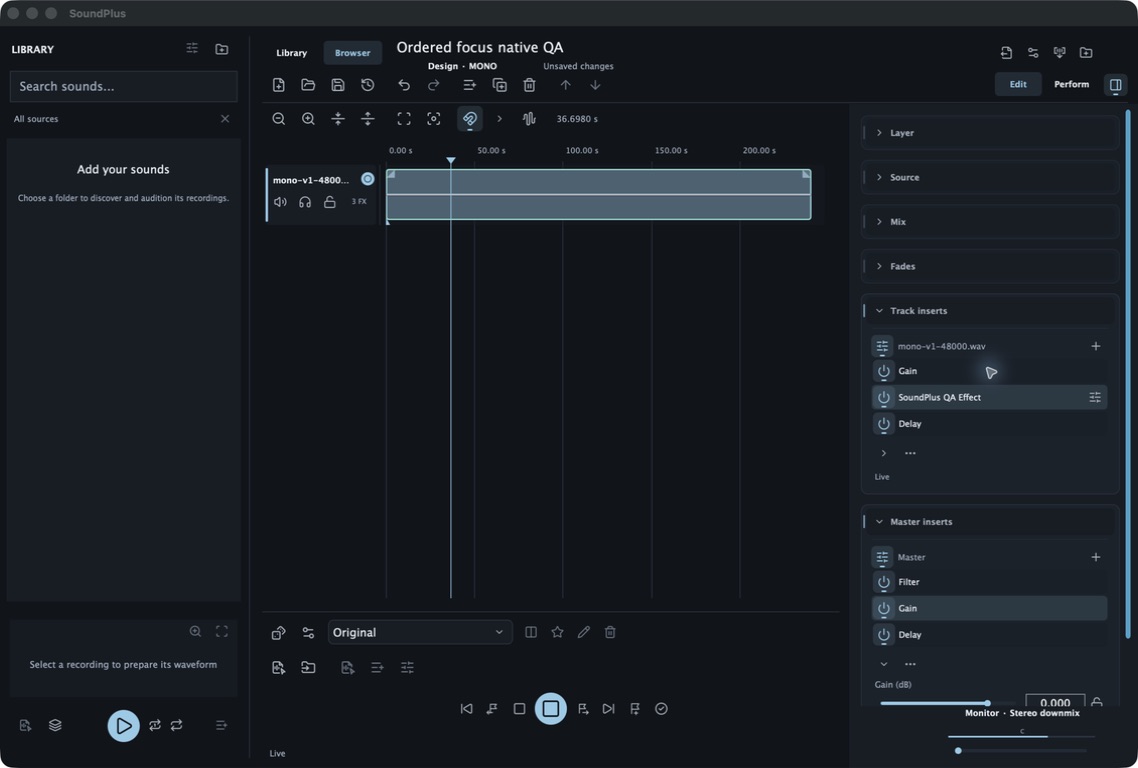 SoundPlus
LIBRARY
Search sounds...
All sources
Add your sounds
Choose a folder to discover and audition its recordings.
Select a recording to prepare its waveform
Library
Browser
Ordered focus native QA
Design · MONO
Unsaved changes
Edit
Perform
36.6980 s
0.00 s
50.00 s
100.00 s
150.00 s
200.00 s
mono-v1-4800...
3 FX
Original
Live
Layer
Source
Mix
Fades
Track inserts
mono-v1-48000.wav
Gain
SoundPlus QA Effect
Delay
Live
Master inserts
Master
Filter
Gain
Delay
Gain (dB)
0.000
Monitor · Stereo downmix
C